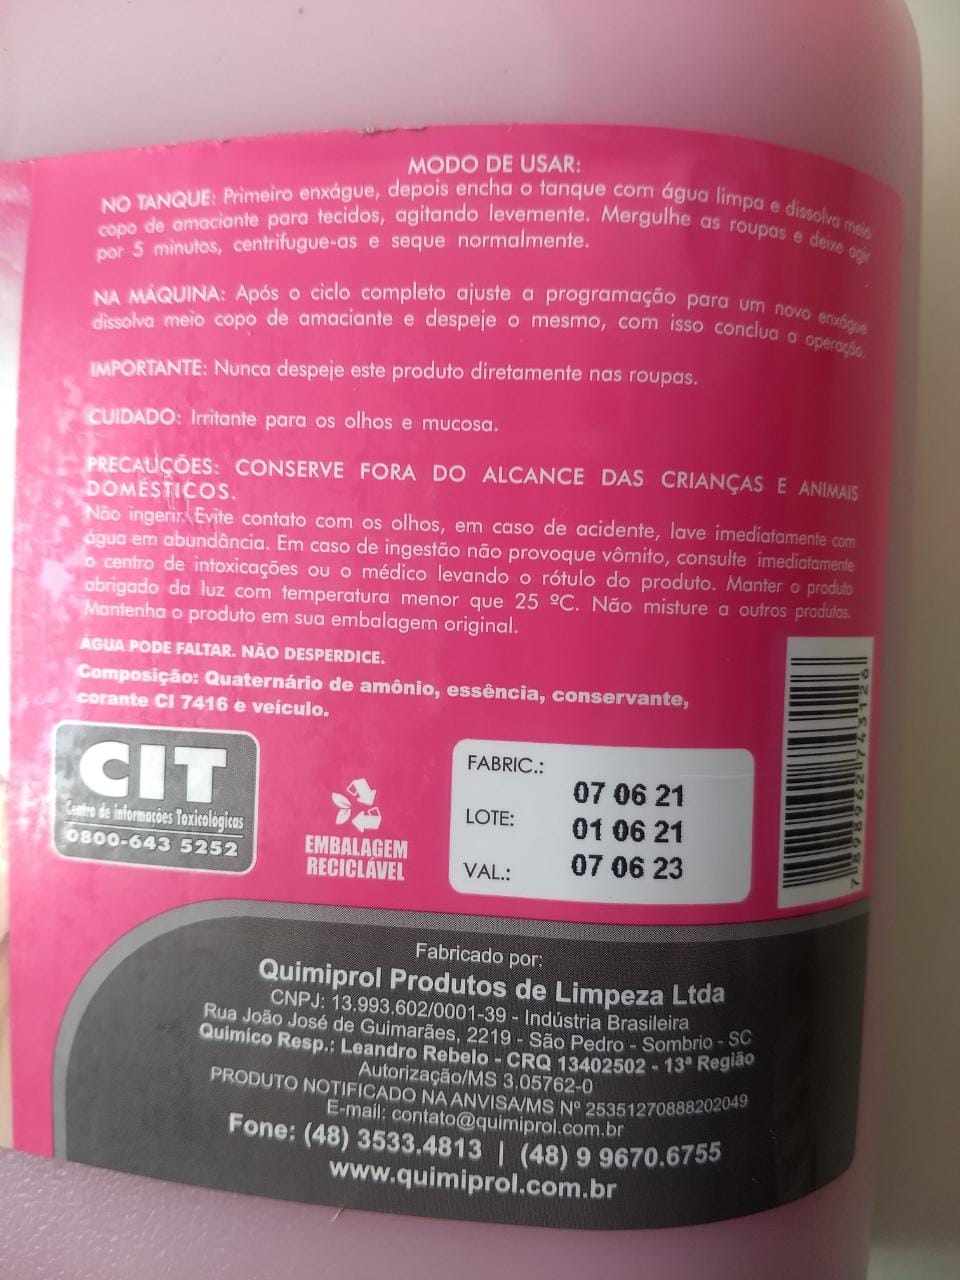 MODO DE USAR:
NO TANQUE: Primeiro enxágue, depois encha o tanque com água limpa e dissolva meio
copo de amaciante para tecidos, agitando levemente. Mergulhe as roupas e deixe agir
por 5 minutos, centrifugue-as e seque normalmente.
NA MÁQUINA: Após o ciclo completo ajuste a programação para um novo enxágue
dissolva meio copo de amaciante e despeje o mesmo, com isso conclua a operação.
IMPORTANTE: Nunca despeje este produto diretamente nas roupas.
CUIDADO: Irritante para os olhos e mucosa.
PRECAUÇÕES: CONSERVE FORA DO ALCANCE DAS CRIANÇAS E ANIMAIS
DOMÉSTICOS.
Não ingerir. Evite contato com os olhos, em caso de acidente, lave imediatamente com
água em abundância. Em caso de ingestão não provoque vômito, consulte imediatamente
o centro de intoxicações ou o médico levando o rótulo do produto. Manter o produto
abrigado da luz com temperatura menor que 25 ºC. Não misture a outros produtos.
Mantenha o produto em sua embalagem original.
ÁGUA PODE FALTAR. NÃO DESPERDICE.
Composição: Quaternário de amônio, essência, conservante,
corante CI 7416 e veículo.
CIT
Centro de informações Toxicológicas
0800-643 5252
EMBALAGEM
RECICLÁVEL
FABRIC.: 07 06 21
LOTE: 01 06 21
VAL.: 07 06 23
7898962743126
Fabricado por:
Quimiprol Produtos de Limpeza Ltda
CNPJ: 13.993.602/0001-39 - Indústria Brasileira
Rua João José de Guimarães, 2219 - São Pedro - Sombrio - SC
Químico Resp.: Leandro Rebelo - CRQ 13402502 - 13ª Região
Autorização/MS 3.05762-0
PRODUTO NOTIFICADO NA ANVISA/MS Nº 25351270888202049
E-mail: contato@quimiprol.com.br
Fone: (48) 3533.4813 | (48) 9 9670.6755
www.quimiprol.com.br